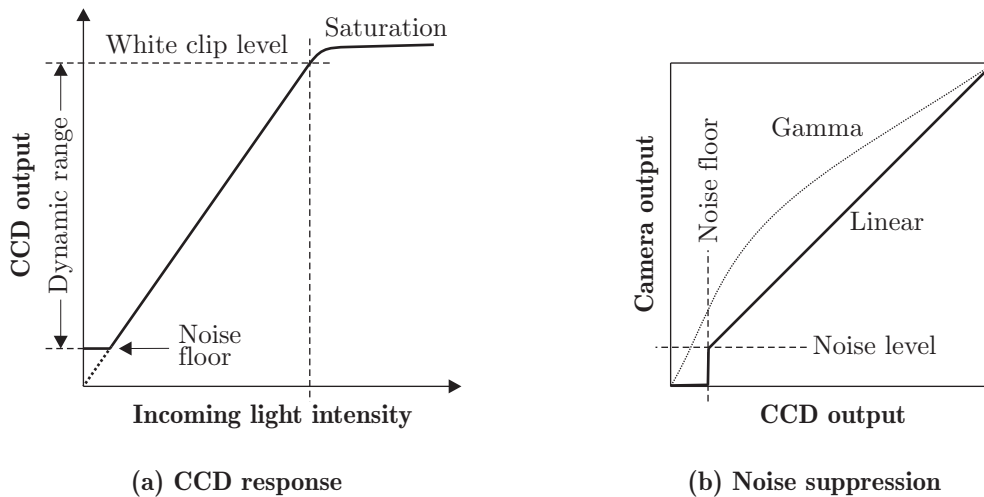 Saturation
White clip level
CCD output
Dynamic range
Noise
floor
Incoming light intensity
(a) CCD response
Camera output
Noise floor
Gamma
Linear
Noise level
CCD output
(b) Noise suppression